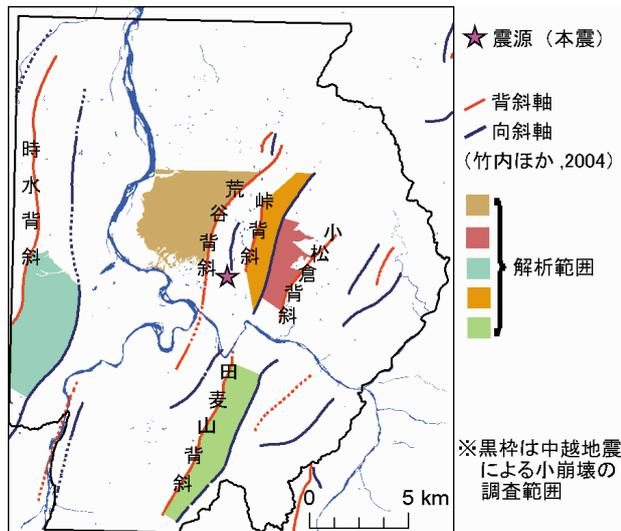 震源（本震）
背斜軸
向斜軸
(竹内ほか,2004)
解析範囲
※黒枠は中越地震
による小崩壊の
調査範囲
時水背斜
荒谷背斜
峠背斜
小松倉背斜
田麦山背斜
0 5 km